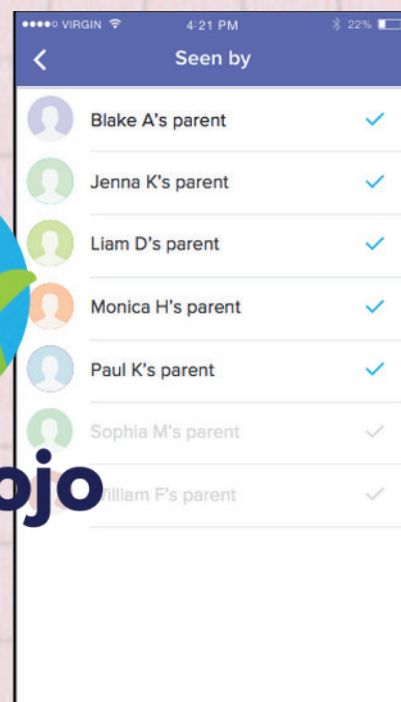 VIRGIN 4:21 PM 22%
Seen by
Blake A's parent
Jenna K's parent
Liam D's parent
Monica H's parent
Paul K's parent
Sophia M's parent
ojo
William F's parent